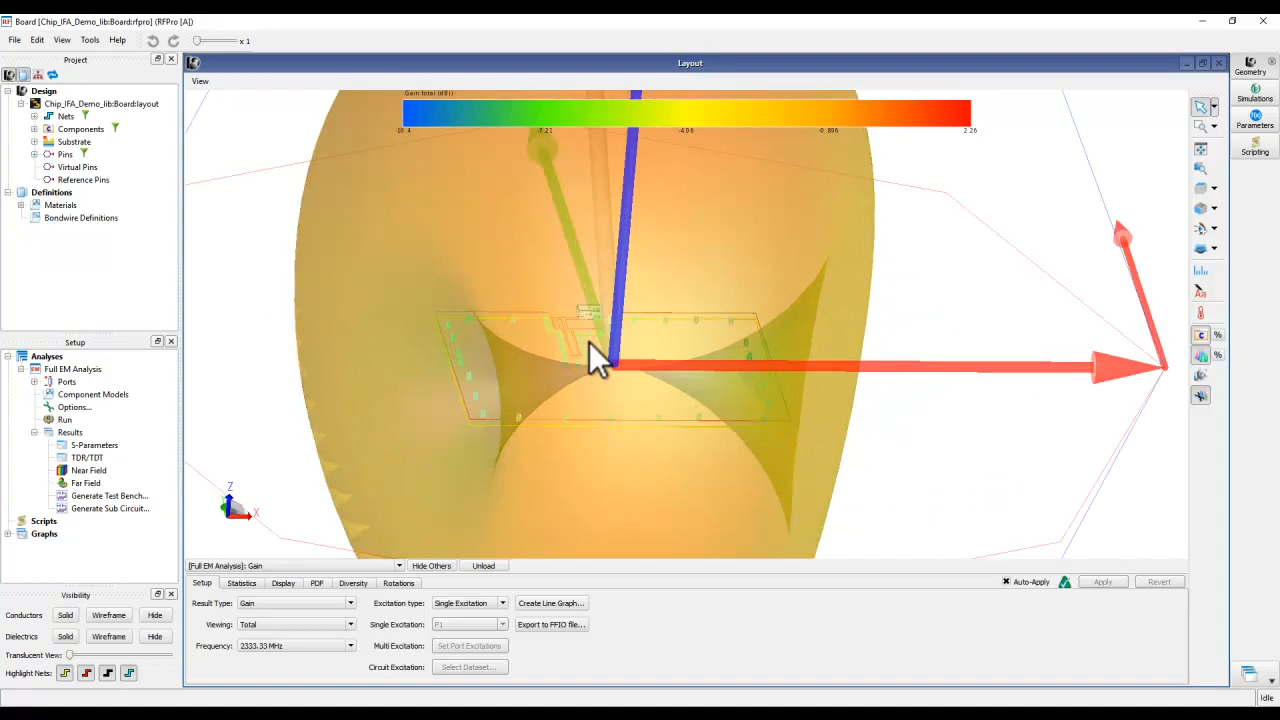 Board [Chip_IFA_Demo_lib:Board:rfpro] (RFPro [A])
File Edit View Tools Help x 1
Project
Design
Chip_IFA_Demo_lib:Board:layout
Nets
Components
Substrate
Pins
Virtual Pins
Reference Pins
Definitions
Materials
Bondwire Definitions
Setup
Analyses
Full EM Analysis
Ports
Component Models
Options...
Run
Results
S-Parameters
TDR/TDT
Near Field
Far Field
Generate Test Bench...
Generate Sub Circuit...
Scripts
Graphs
Visibility
Conductors Solid Wireframe Hide
Dielectrics Solid Wireframe Hide
Translucent View:
Highlight Nets:
Layout
View
Gain total (dBi)
-10.4 -7.21 -4.06 -0.896 2.26
Z
X
[Full EM Analysis]: Gain Hide Others Unload
Setup Statistics Display PDF Diversity Rotations Auto-Apply Apply Revert
Result Type: Gain Excitation type: Single Excitation Create Line Graph...
Viewing: Total Single Excitation: P1 Export to FFIO file...
Frequency: 2333.33 MHz Multi Excitation: Set Port Excitations
Circuit Excitation: Select Dataset...
Geometry
Simulations
Parameters
Scripting
Aa
C %
%
Idle